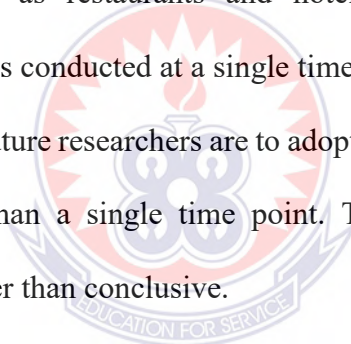 as restaurants and
s conducted at a single time
ture researchers are to adopt
han a single time point. T
er than conclusive.
EDUCATION FOR SERVICE